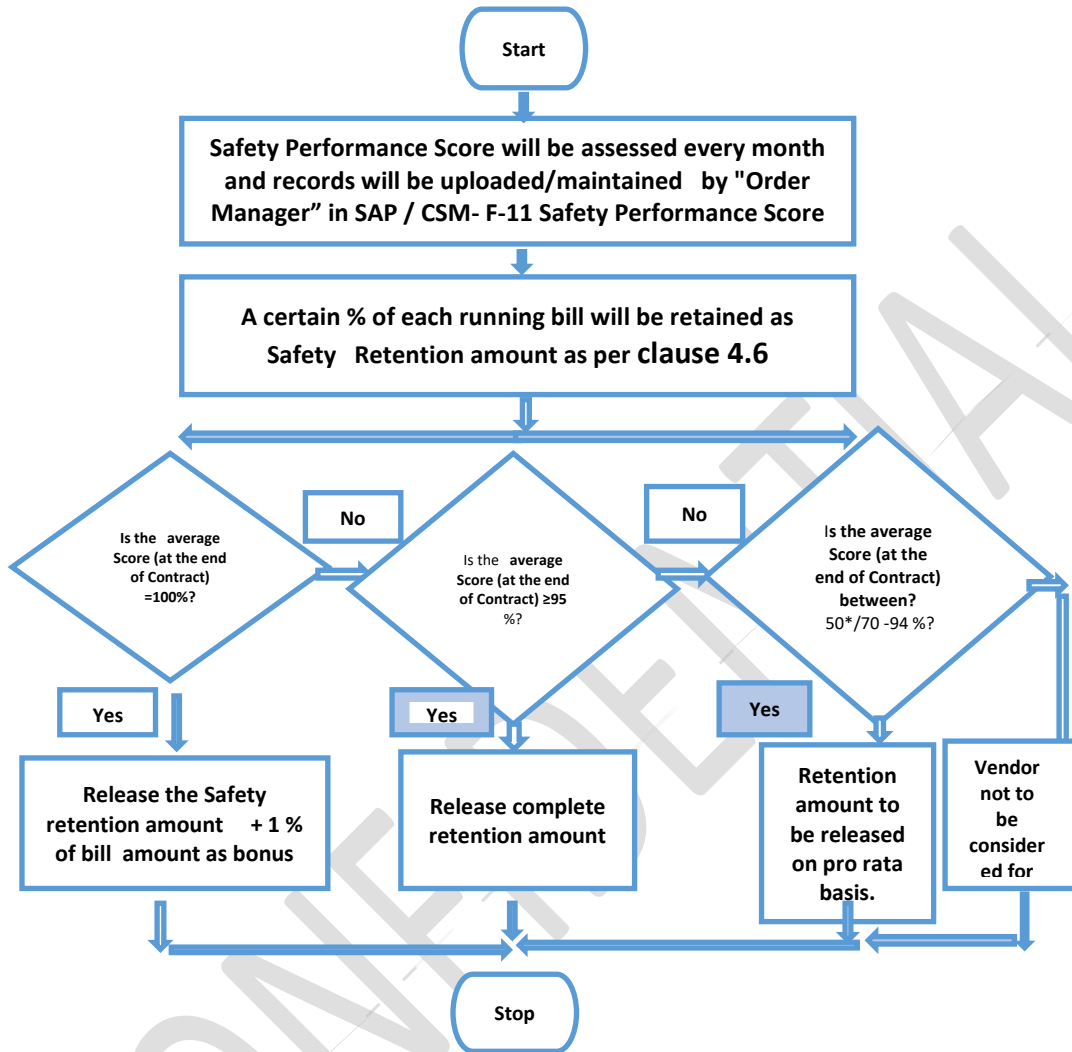 Start
Safety Performance Score will be assessed every month
and records will be uploaded/maintained by "Order
Manager” in SAP / CSM- F-11 Safety Performance Score
A certain % of each running bill will be retained as
Safety Retention amount as per clause 4.6
Is the average
Score (at the end
of Contract)
=100%?
No
Is the average
Score (at the end
of Contract) ≥95
%?
No
Is the average
Score (at the
end of Contract)
between?
50*/70 -94 %?
Yes
Yes
Yes
Release the Safety
retention amount + 1 %
of bill amount as bonus
Release complete
retention amount
Retention
amount to
be released
on pro rata
basis.
Vendor
not to
be
consider
ed for
Stop